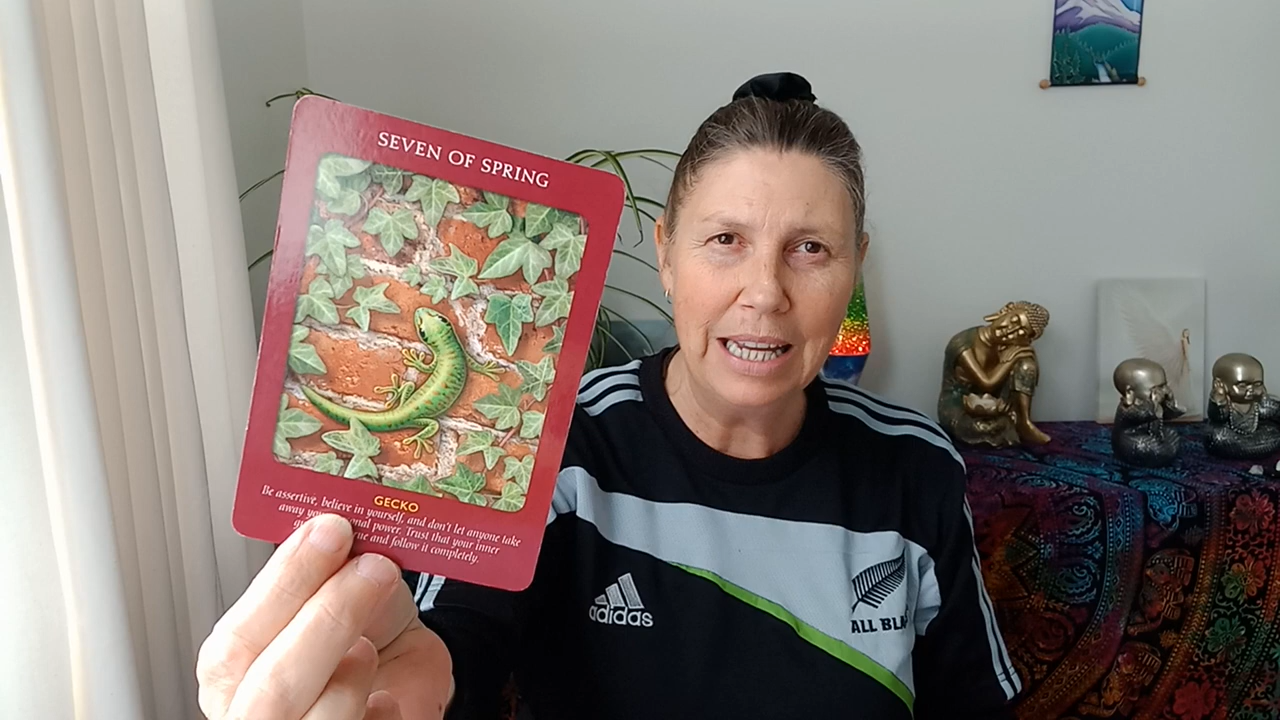 SEVEN OF SPRING
GECKO
Be assertive, believe in yourself, and don't let anyone take
away your personal power. Trust that your inner
true and follow it completely.
adidas
ALL BLA